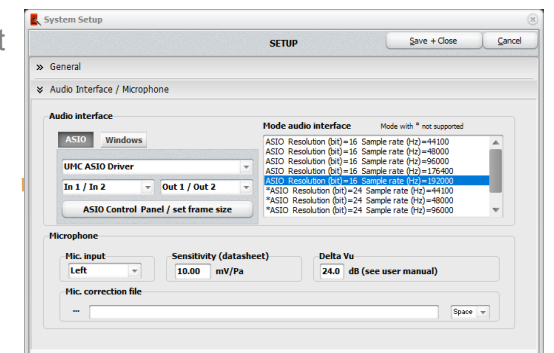 System Setup
t
SETUP
Save + Close
Cancel
» General
Audio Interface / Microphone
Audio interface
ASIO
Windows
UMC ASIO Driver
In 1 / In 2
Out 1 / Out 2
ASIO Control Panel / set frame size
Mode audio interface
Mode with * not supported
ASIO Resolution (bit)=16 Sample rate (Hz)=44100
ASIO Resolution (bit)=16 Sample rate (Hz)=48000
ASIO Resolution (bit)=16 Sample rate (Hz)=96000
ASIO Resolution (bit)=16 Sample rate (Hz)=176400
ASIO Resolution (bit)=16 Sample rate (Hz)=192000
*ASIO Resolution (bit)=24 Sample rate (Hz)=44100
*ASIO Resolution (bit)=24 Sample rate (Hz)=48000
*ASIO Resolution (bit)=24 Sample rate (Hz)=96000
Microphone
Mic. input
Left
Sensitivity (datasheet)
10.00 mV/Pa
Delta Vu
24.0 dB (see user manual)
Mic. correction file
...
Space